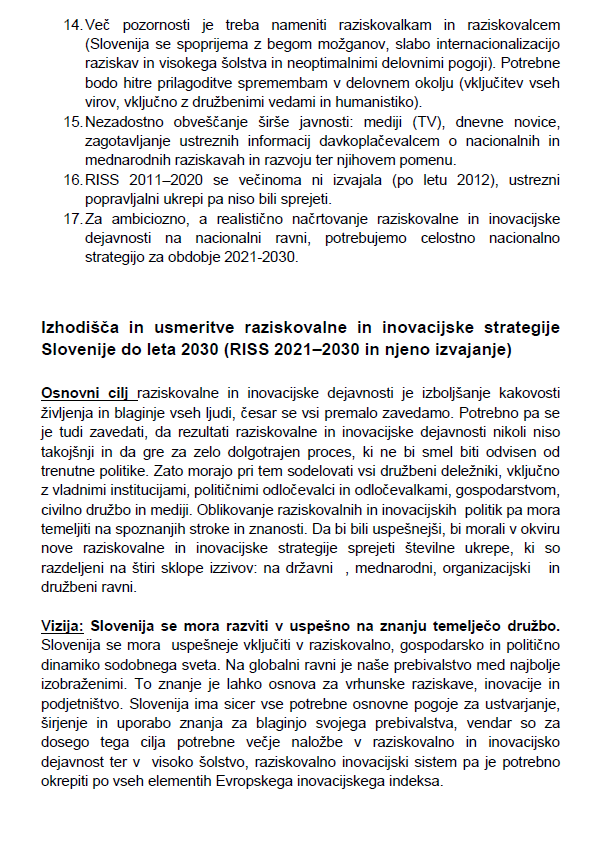 14. Več pozornosti je treba nameniti raziskovalkam in raziskovalcem
(Slovenija se spoprijema z begom možganov, slabo internacionalizacijo
raziskav in visokega šolstva in neoptimalnimi delovnimi pogoji). Potrebne
bodo hitre prilagoditve spremembam v delovnem okolju (vključitev vseh
virov, vključno z družbenimi vedami in humanistiko).
15. Nezadostno obveščanje širše javnosti: mediji (TV), dnevne novice,
zagotavljanje ustreznih informacij davkoplačevalcem o nacionalnih in
mednarodnih raziskavah in razvoju ter njihovem pomenu.
16. RISS 2011–2020 se večinoma ni izvajala (po letu 2012), ustrezni
popravljalni ukrepi pa niso bili sprejeti.
17. Za ambiciozno, a realistično načrtovanje raziskovalne in inovacijske
dejavnosti na nacionalni ravni, potrebujemo celostno nacionalno
strategijo za obdobje 2021-2030.
Izhodišča in usmeritve raziskovalne in inovacijske strategije
Slovenije do leta 2030 (RISS 2021–2030 in njeno izvajanje)
Osnovni cilj raziskovalne in inovacijske dejavnosti je izboljšanje kakovosti
življenja in blaginje vseh ljudi, česar se vsi premalo zavedamo. Potrebno pa se
je tudi zavedati, da rezultati raziskovalne in inovacijske dejavnosti nikoli niso
takojšnji in da gre za zelo dolgotrajen proces, ki ne bi smel biti odvisen od
trenutne politike. Zato morajo pri tem sodelovati vsi družbeni deležniki, vključno
z vladnimi institucijami, političnimi odločevalci in odločevalkami, gospodarstvom,
civilno družbo in mediji. Oblikovanje raziskovalnih in inovacijskih politik pa mora
temeljiti na spoznanjih stroke in znanosti. Da bi bili uspešnejši, bi morali v okviru
nove raziskovalne in inovacijske strategije sprejeti številne ukrepe, ki so
razdeljeni na štiri sklope izzivov: na državni , mednarodni, organizacijski in
družbeni ravni.
Vizija: Slovenija se mora razviti v uspešno na znanju temelječo družbo.
Slovenija se mora uspešneje vključiti v raziskovalno, gospodarsko in politično
dinamiko sodobnega sveta. Na globalni ravni je naše prebivalstvo med najbolje
izobraženimi. To znanje je lahko osnova za vrhunske raziskave, inovacije in
podjetništvo. Slovenija ima sicer vse potrebne osnovne pogoje za ustvarjanje,
širjenje in uporabo znanja za blaginjo svojega prebivalstva, vendar so za
dosego tega cilja potrebne večje naložbe v raziskovalno in inovacijsko
dejavnost ter v visoko šolstvo, raziskovalno inovacijski sistem pa je potrebno
okrepiti po vseh elementih Evropskega inovacijskega indeksa.